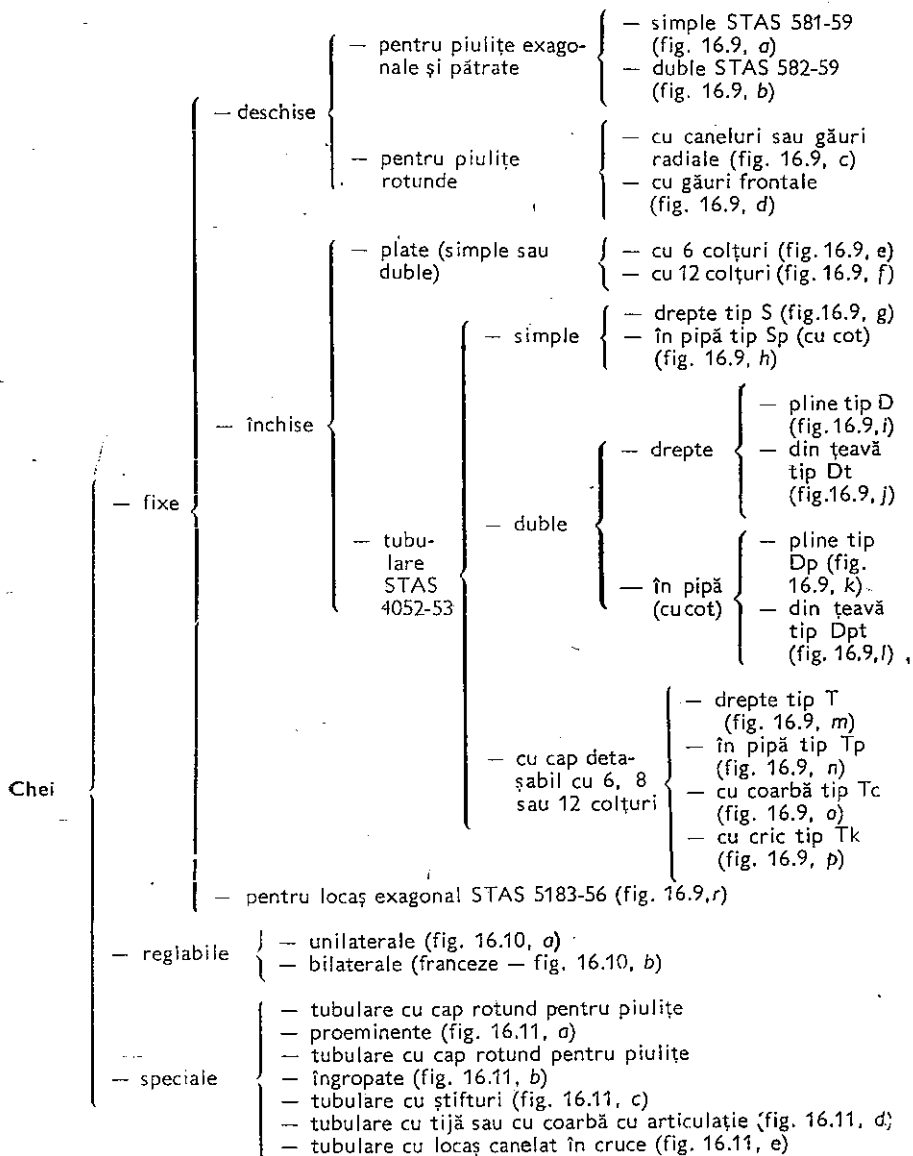 Chei
— fixe
— deschise
— pentru piulițe exago-
nale și pătrate
— simple STAS 581-59
(fig. 16.9, a)
— duble STAS 582-59
(fig. 16.9, b)
— pentru piulițe
rotunde
— cu caneluri sau găuri
radiale (fig. 16.9, c)
— cu găuri frontale
(fig. 16.9, d)
— închise
— plate (simple sau
duble)
— cu 6 colțuri (fig. 16.9, e)
— cu 12 colțuri (fig. 16.9, f)
— tubu-
lare
STAS
4052-53
— simple
— drepte tip S (fig.16.9, g)
— în pipă tip Sp (cu cot)
(fig. 16.9, h)
— duble
— drepte
— pline tip D
(fig. 16.9, i)
— din țeavă
tip Dt
(fig.16.9, j)
— în pipă
(cu cot)
— pline tip
Dp (fig.
16.9, k)
— din țeavă
tip Dpt
(fig. 16.9, l) ,
— cu cap deta-
șabil cu 6, 8
sau 12 colțuri
— drepte tip T
(fig. 16.9, m)
— în pipă tip Tp
(fig. 16.9, n)
— cu coarbă tip Tc
(fig. 16.9, o)
— cu cric tip Tk
(fig. 16.9, p)
— pentru locaș exagonal STAS 5183-56 (fig. 16.9, r)
— reglabile
— unilaterale (fig. 16.10, a)
— bilaterale (franceze — fig. 16.10, b)
— speciale
— tubulare cu cap rotund pentru piulițe
— proeminente (fig. 16.11, a)
— tubulare cu cap rotund pentru piulițe
— îngropate (fig. 16.11, b)
— tubulare cu știfturi (fig. 16.11, c)
— tubulare cu tijă sau cu coarbă cu articulație (fig. 16.11, d)
— tubulare cu locaș canelat în cruce (fig. 16.11, e)